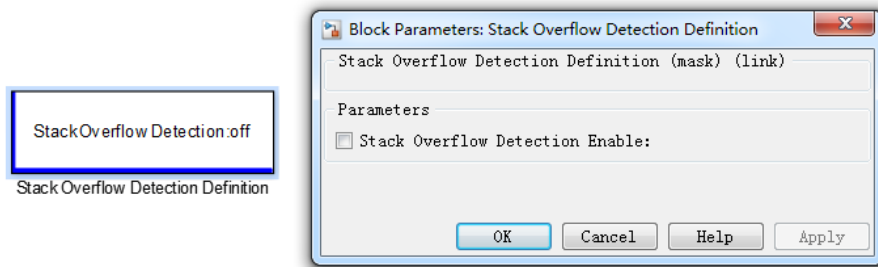 StackOverflow Detection:off
Stack Overflow Detection Definition
Block Parameters: Stack Overflow Detection Definition
Stack Overflow Detection Definition (mask) (link)
Parameters
Stack Overflow Detection Enable:
OK
Cancel
Help
Apply